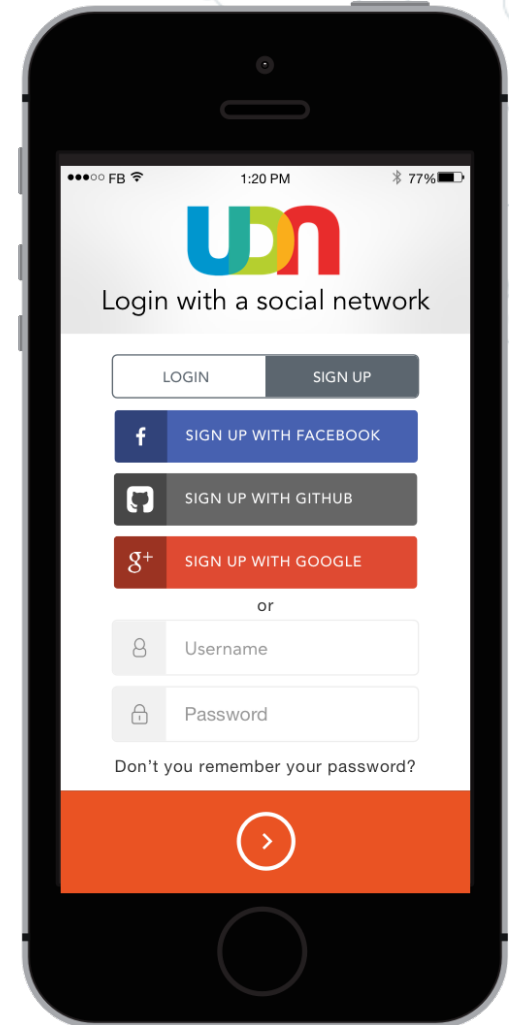 FB 1:20 PM 77%
UDN
Login with a social network
LOGIN SIGN UP
f SIGN UP WITH FACEBOOK
SIGN UP WITH GITHUB
g+ SIGN UP WITH GOOGLE
or
Username
Password
Don't you remember your password?